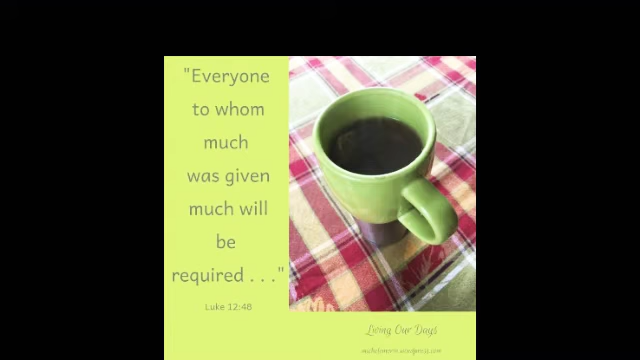 "Everyone
to whom
much
was given
much will
be
required . . ."
Luke 12:48
Living Our Days